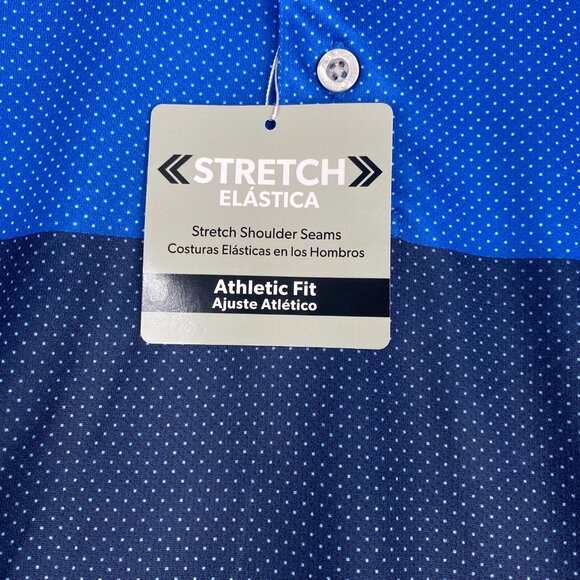 STRETCH
ELÁSTICA
Stretch Shoulder Seams
Costuras Elásticas en los Hombros
Athletic Fit
Ajuste Atlético